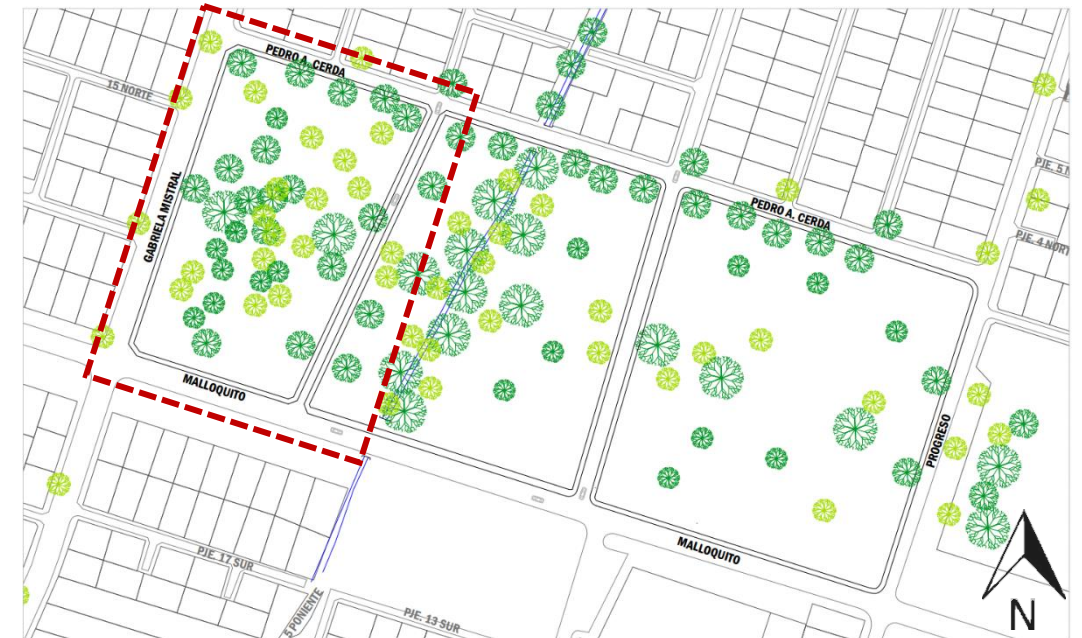 PEDRO A. CERDA
15 NORTE
GABRIELA MISTRAL
PJE. 5 N
PEDRO A. CERDA
PJE. 4 NORT
MALLOQUITO
PROGRESO
MALLOQUITO
PJE. 17 SUR
5 PONIENTE
PJE. 13 SUR
N